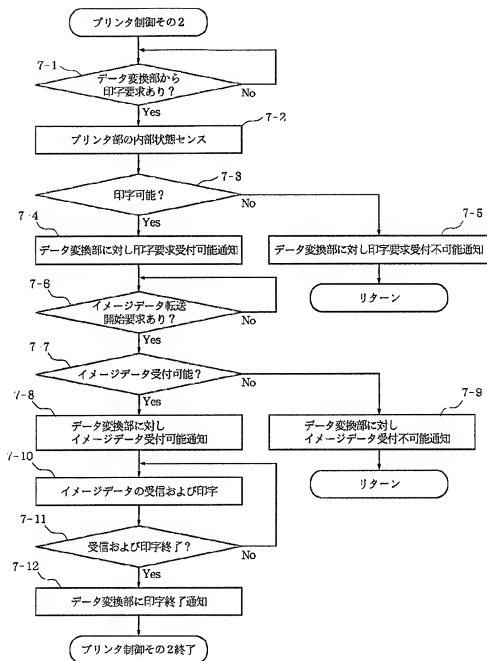 プリンタ制御その2
7-1
データ変換部から
印字要求あり?
No
Yes
7-2
プリンタ部の内部状態センス
7-3
印字可能?
No
Yes
7-4
7-5
データ変換部に対し印字要求受付可能通知
データ変換部に対し印字要求受付不可能通知
リターン
7-6
イメージデータ転送
開始要求あり?
No
Yes
7-7
イメージデータ受付可能?
No
Yes
7-8
7-9
データ変換部に対し
イメージデータ受付可能通知
データ変換部に対し
イメージデータ受付不可能通知
リターン
7-10
イメージデータの受信および印字
7-11
受信および印字終了?
No
Yes
7-12
データ変換部に印字終了通知
プリンタ制御その2終了